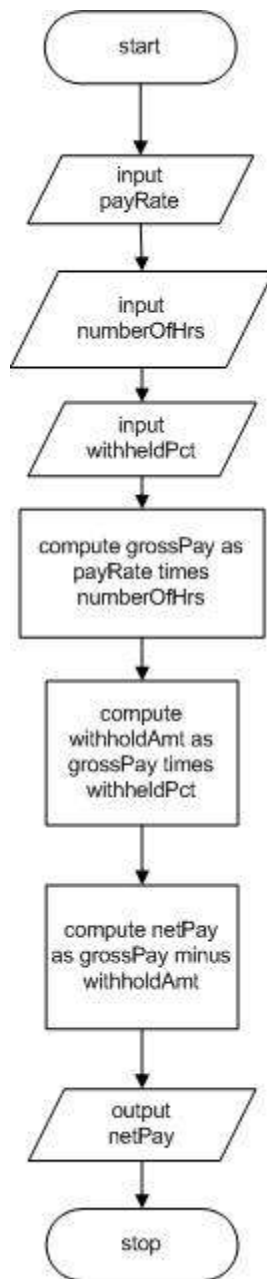 start
input
payRate
input
numberOfHrs
input
withheldPct
compute grossPay as
payRate times
numberOfHrs
compute
withholdAmt as
grossPay times
withheldPct
compute netPay
as grossPay minus
withholdAmt
output
netPay
stop